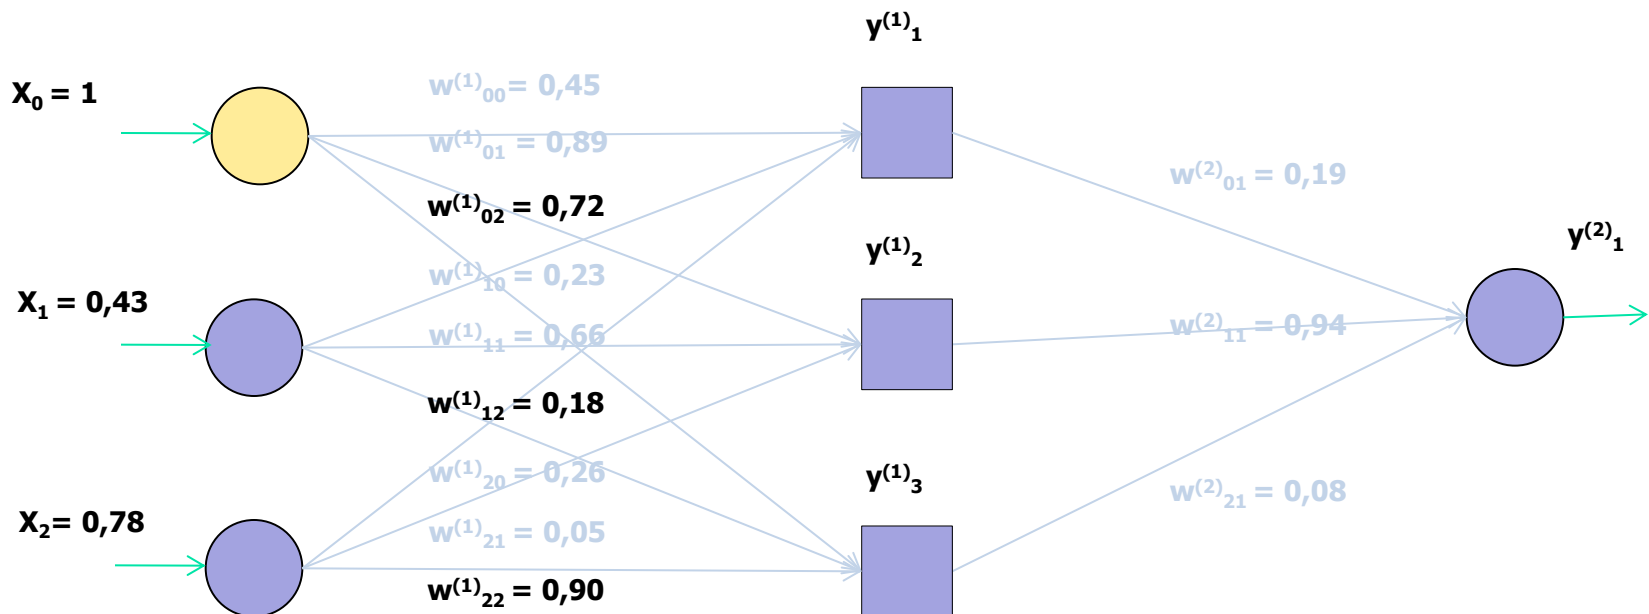 y⁽¹⁾₁
X₀ = 1
w⁽¹⁾₀₀ = 0,45
w⁽¹⁾₀₁ = 0,89
w⁽¹⁾₀₂ = 0,72
w⁽²⁾₀₁ = 0,19
y⁽¹⁾₂
y⁽²⁾₁
X₁ = 0,43
w⁽¹⁾₁₀ = 0,23
w⁽¹⁾₁₁ = 0,66
w⁽²⁾₁₁ = 0,94
w⁽¹⁾₁₂ = 0,18
y⁽¹⁾₃
X₂= 0,78
w⁽¹⁾₂₀ = 0,26
w⁽²⁾₂₁ = 0,08
w⁽¹⁾₂₁ = 0,05
w⁽¹⁾₂₂ = 0,90